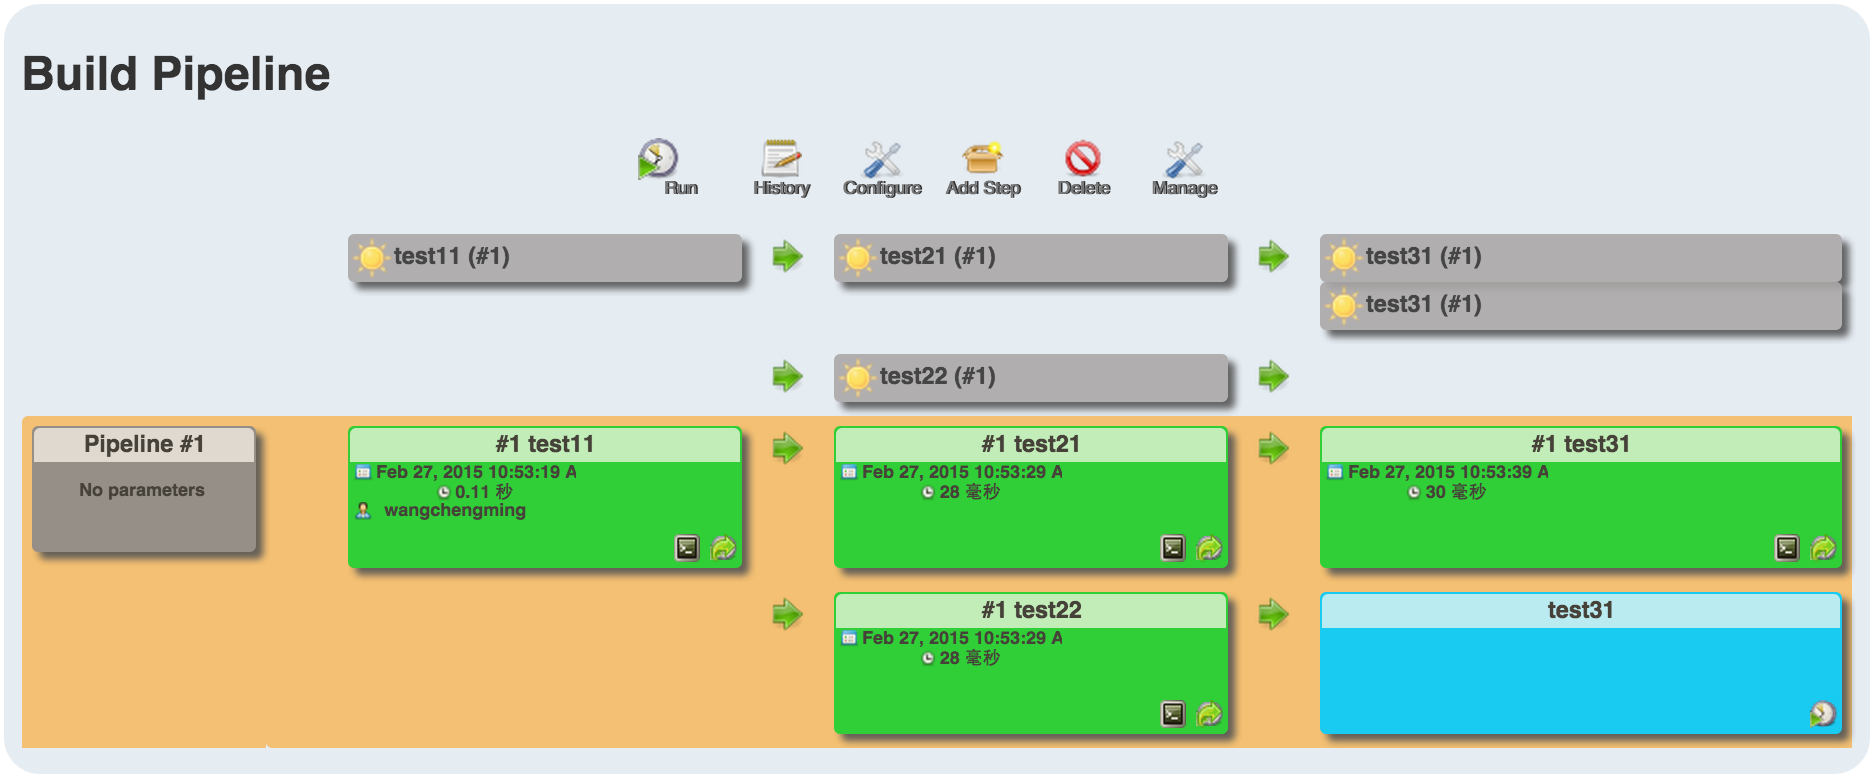 Build Pipeline
Run History Configure Add Step Delete Manage
test11 (#1) test21 (#1) test31 (#1)
test31 (#1)
test22 (#1)
Pipeline #1 #1 test11 #1 test21 #1 test31
Feb 27, 2015 10:53:19 A Feb 27, 2015 10:53:29 A Feb 27, 2015 10:53:39 A
No parameters 0.11 秒 28 毫秒 30 毫秒
wangchengming
#1 test22 test31
Feb 27, 2015 10:53:29 A
28 毫秒